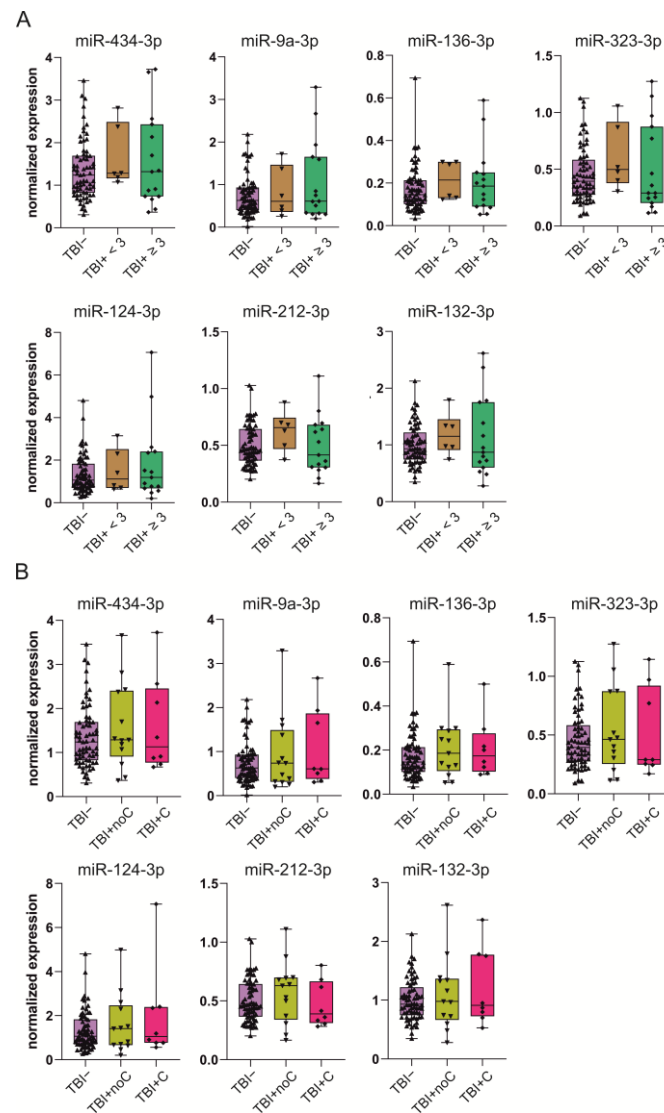 A
miR-434-3p
miR-9a-3p
miR-136-3p
miR-323-3p
normalized expression
4
3
2
1
0
4
3
2
1
0
0.8
0.6
0.4
0.2
0.0
1.5
1.0
0.5
0.0
TBI−
TBI+ < 3
TBI+ ≥ 3
TBI−
TBI+ < 3
TBI+ ≥ 3
TBI−
TBI+ < 3
TBI+ ≥ 3
TBI−
TBI+ < 3
TBI+ ≥ 3
miR-124-3p
miR-212-3p
miR-132-3p
normalized expression
8
6
4
2
0
1.5
1.0
0.5
0.0
3
2
1
0
TBI−
TBI+ < 3
TBI+ ≥ 3
TBI−
TBI+ < 3
TBI+ ≥ 3
TBI−
TBI+ < 3
TBI+ ≥ 3
B
miR-434-3p
miR-9a-3p
miR-136-3p
miR-323-3p
normalized expression
4
3
2
1
0
4
3
2
1
0
0.8
0.6
0.4
0.2
0.0
1.5
1.0
0.5
0.0
TBI−
TBI+noC
TBI+C
TBI−
TBI+noC
TBI+C
TBI−
TBI+noC
TBI+C
TBI−
TBI+noC
TBI+C
miR-124-3p
miR-212-3p
miR-132-3p
normalized expression
8
6
4
2
0
1.5
1.0
0.5
0.0
3
2
1
0
TBI−
TBI+noC
TBI+C
TBI−
TBI+noC
TBI+C
TBI−
TBI+noC
TBI+C